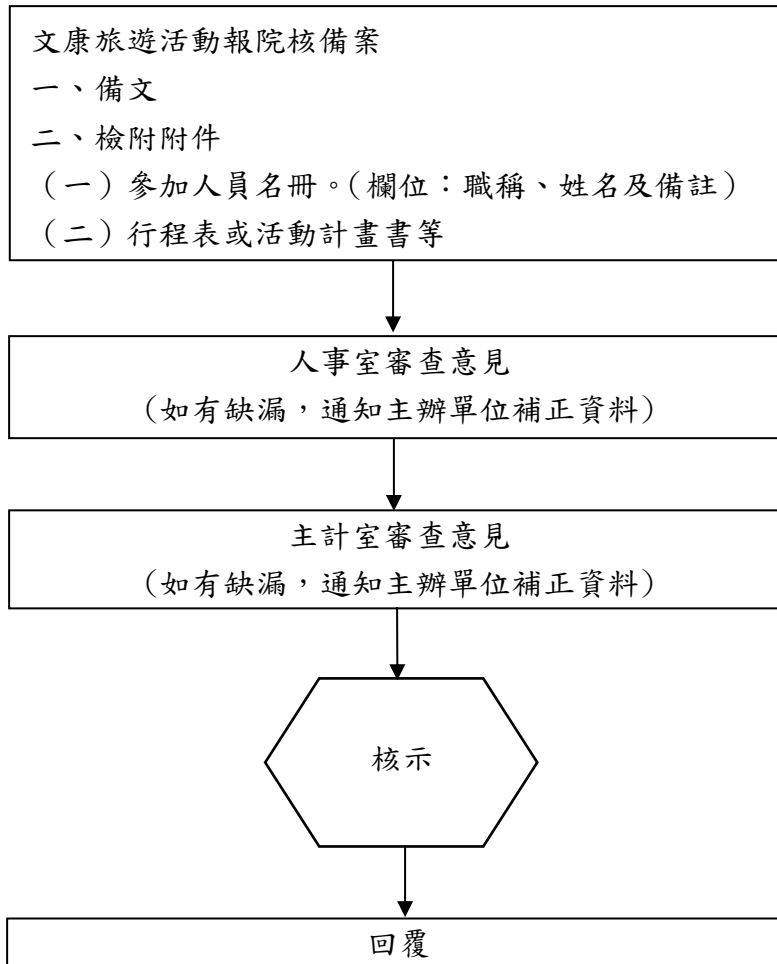 文康旅遊活動報院核備案
一、備文
二、檢附附件
（一）參加人員名冊。（欄位：職稱、姓名及備註）
（二）行程表或活動計畫書等
人事室審查意見
（如有缺漏，通知主辦單位補正資料）
主計室審查意見
（如有缺漏，通知主辦單位補正資料）
核示
回覆